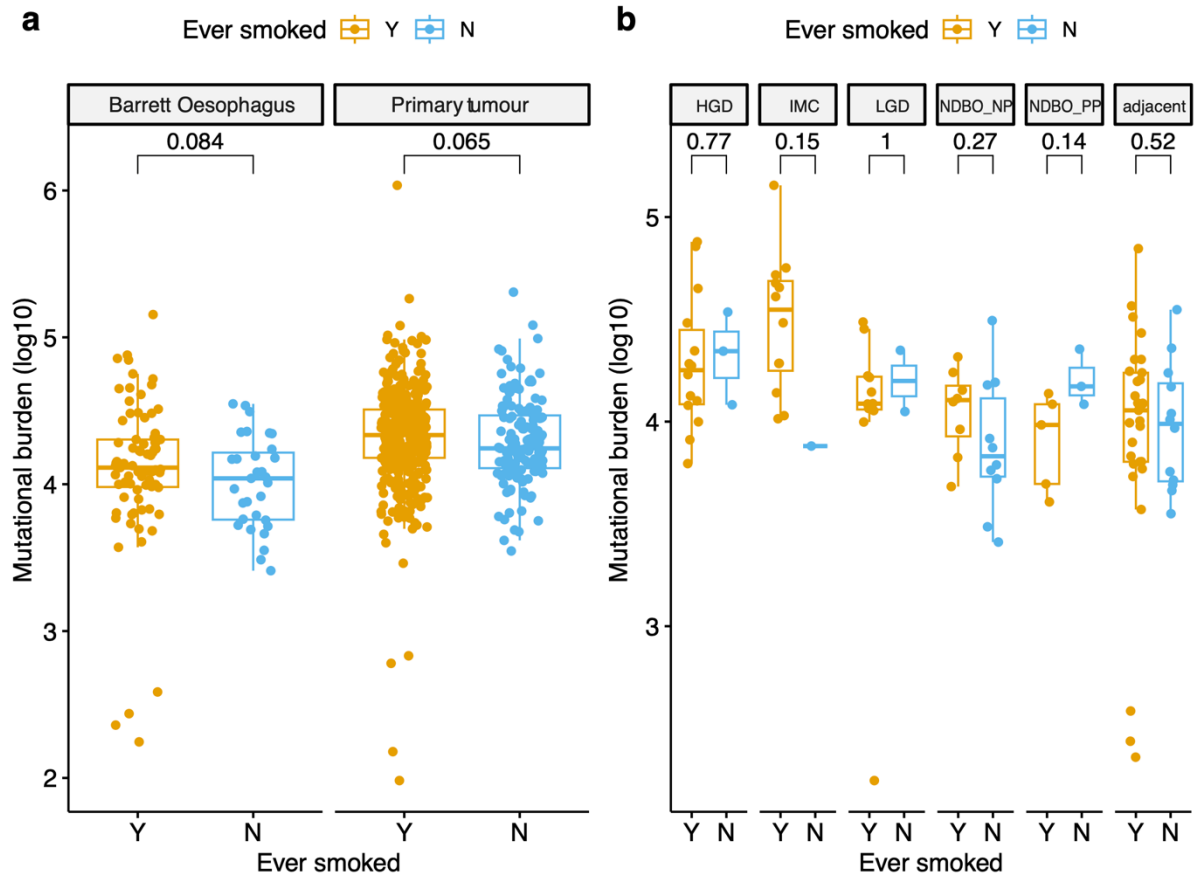 a
Ever smoked Y N
Barrett Oesophagus Primary tumour
0.084 0.065
6
5
4
3
2
Mutational burden (log10)
Y N Y N
Ever smoked
b
Ever smoked Y N
HGD IMC LGD NDBO_NP NDBO_PP adjacent
0.77 0.15 1 0.27 0.14 0.52
5
4
3
Mutational burden (log10)
Y N Y N Y N Y N Y N Y N
Ever smoked